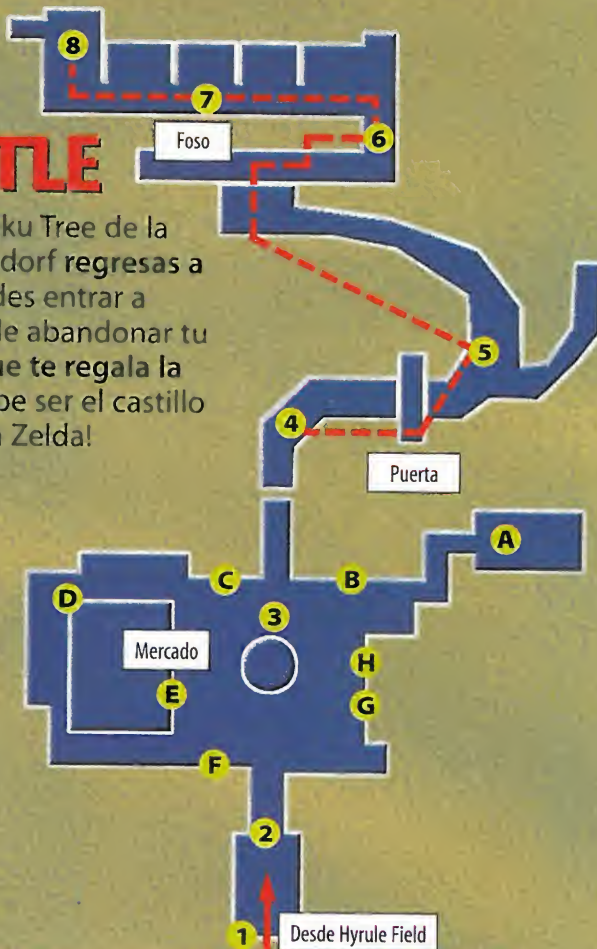 8
7
Foso
6
TLE
ku Tree de la
dorf regresas a
des entrar a
le abandonar tu
ue te regala la
be ser el castillo
Zelda!
5
4
Puerta
A
C
B
D
3
Mercado
H
E
G
F
2
1
Desde Hyrule Field